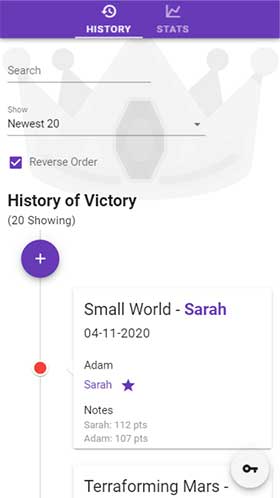 HISTORY
STATS
Search
Show
Newest 20
Reverse Order
History of Victory
(20 Showing)
+
Small World - Sarah
04-11-2020
Adam
Sarah
Notes
Sarah: 112 pts
Adam: 107 pts
Terraforming Mars -